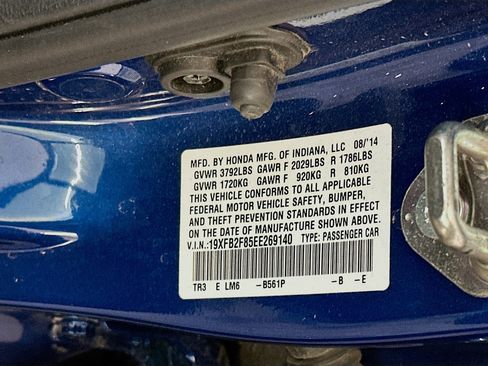 MFD. BY HONDA MFG. OF INDIANA, LLC 08/'14
GVWR 3792LBS GAWR F 2029LBS R 1786LBS
GVWR 1720KG GAWR F 920KG R 810KG
THIS VEHICLE CONFORMS TO ALL APPLICABLE
FEDERAL MOTOR VEHICLE SAFETY, BUMPER,
AND THEFT PREVENTION STANDARDS IN EFFECT
ON THE DATE OF MANUFACTURE SHOWN ABOVE.
V.I.N.:19XFB2F85EE269140 TYPE: PASSENGER CAR
TR3 E LM6 -B561P -B -E